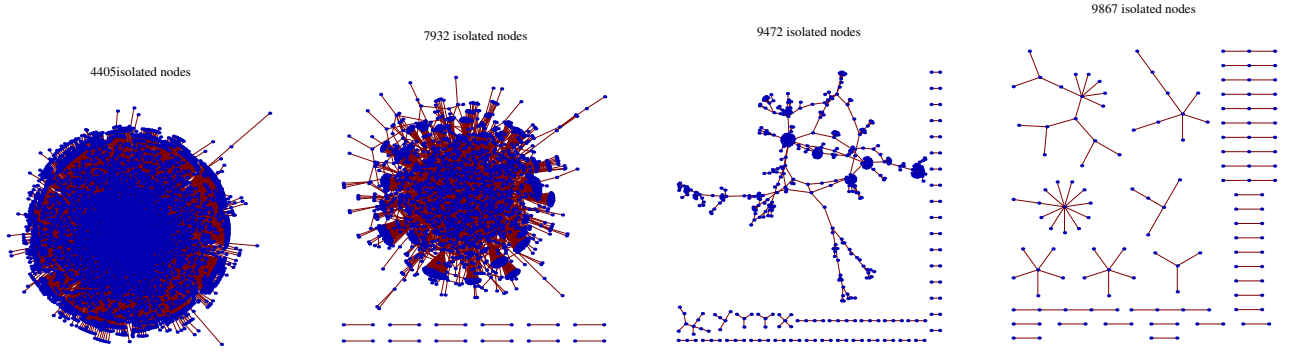 4405isolated nodes
7932 isolated nodes
9472 isolated nodes
9867 isolated nodes